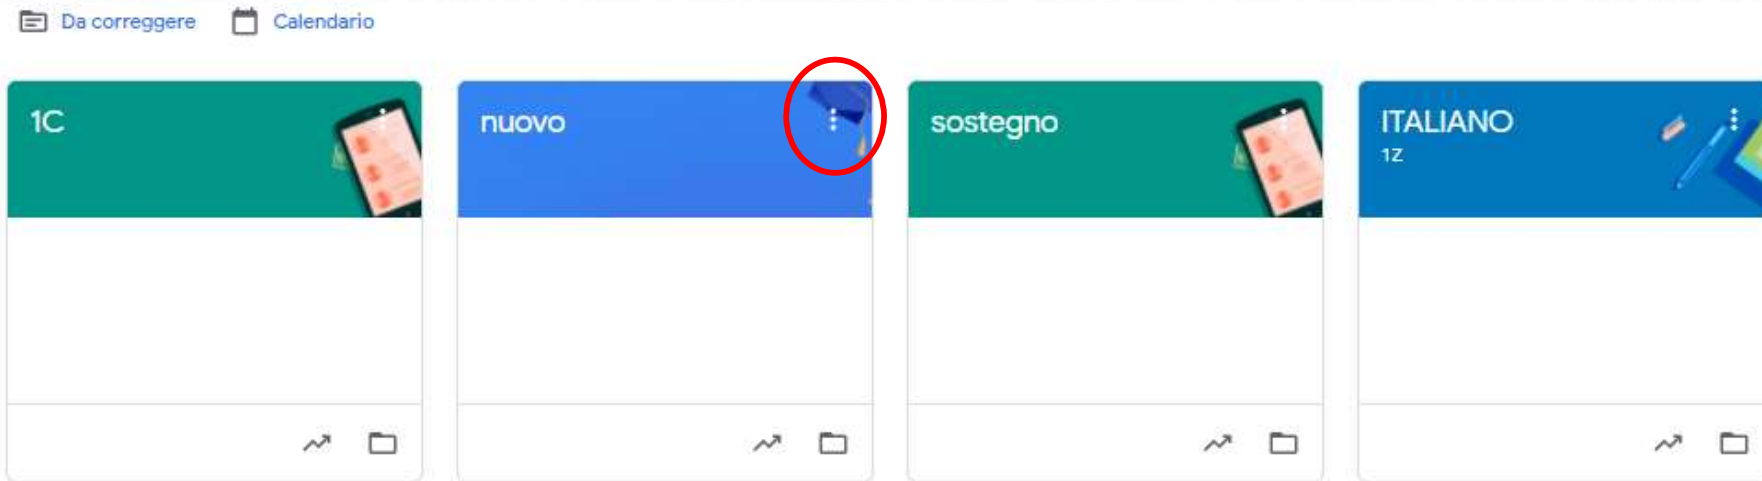 Da correggere Calendario
1C
nuovo
sostegno
ITALIANO
1Z